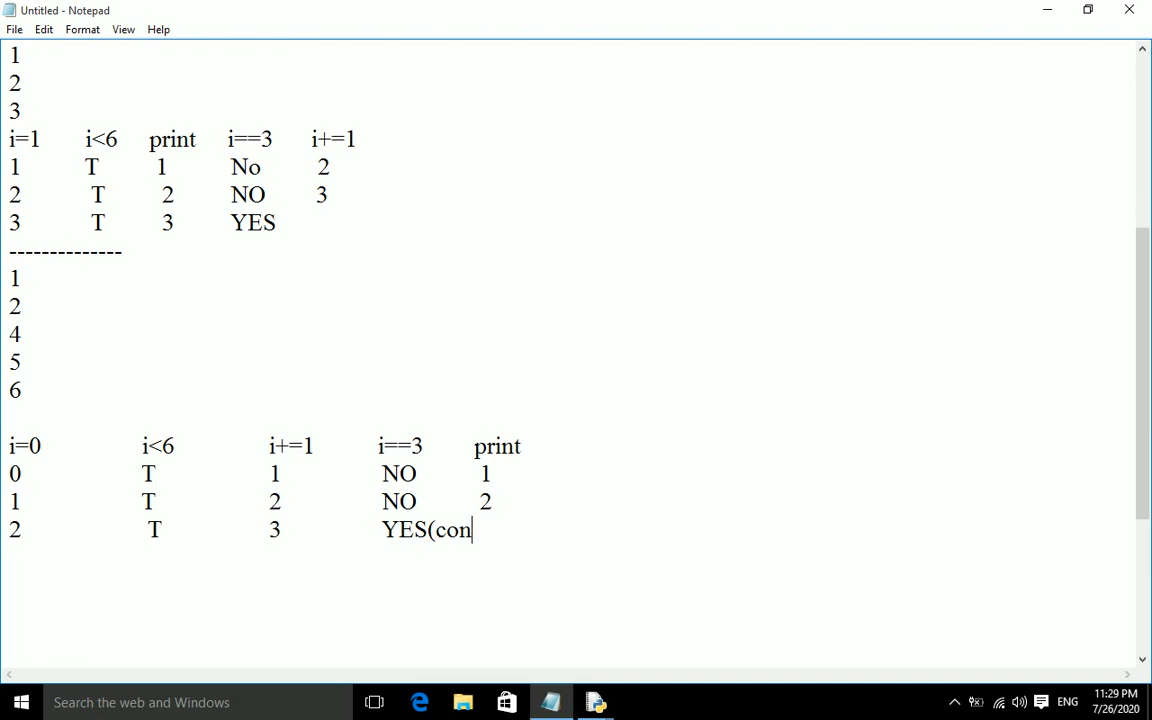 Untitled - Notepad
File Edit Format View Help
1
2
3
i=1 i<6 print i==3 i+=1
1 T 1 No 2
2 T 2 NO 3
3 T 3 YES
--------------
1
2
4
5
6
i=0 i<6 i+=1 i==3 print
0 T 1 NO 1
1 T 2 NO 2
2 T 3 YES(con
Search the web and Windows
ENG
11:29 PM
7/26/2020